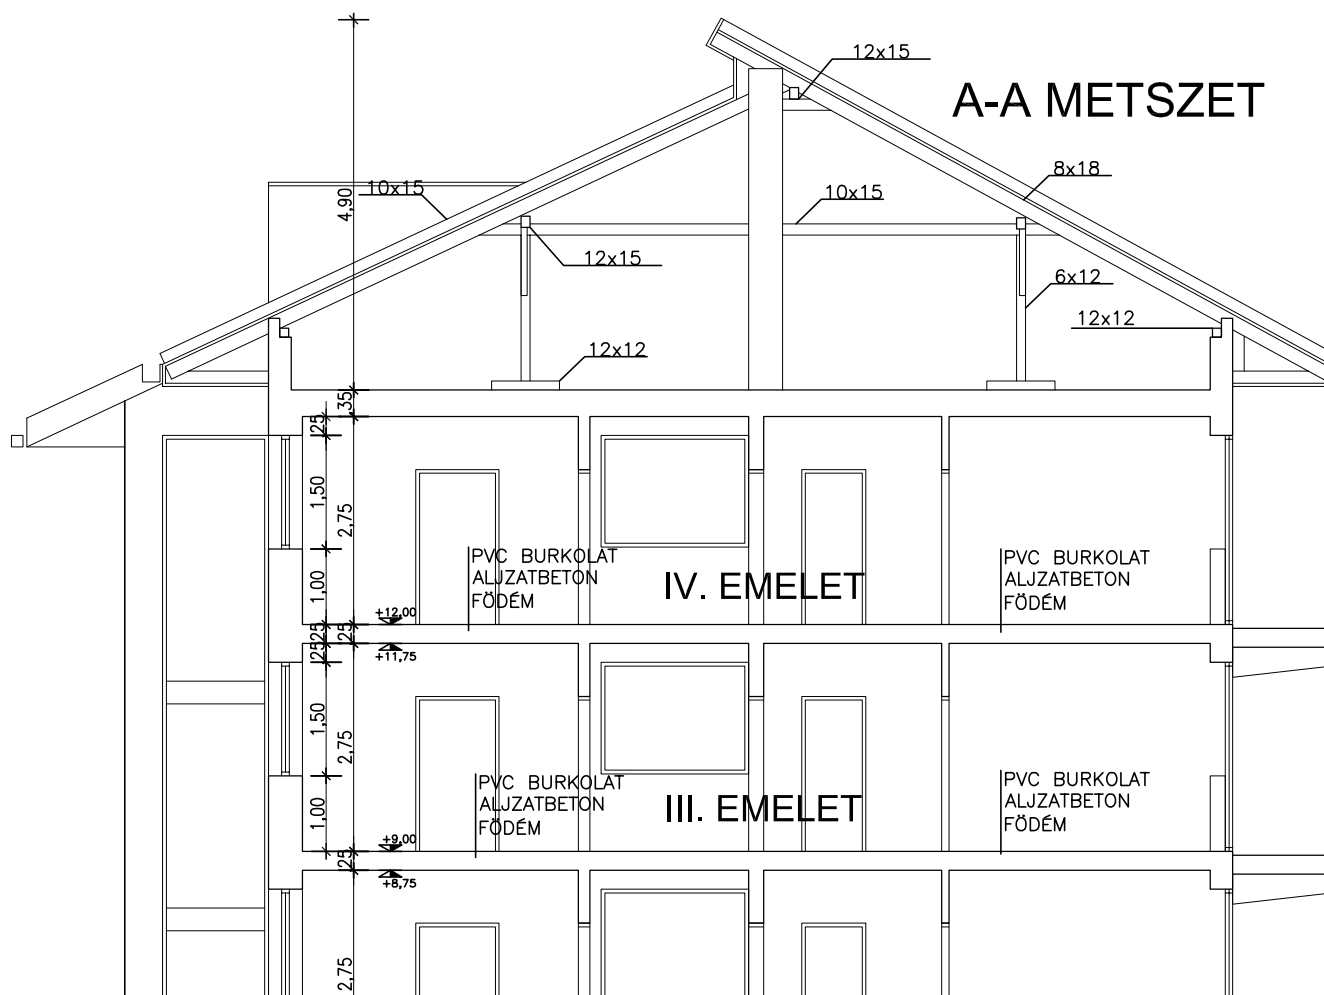 12x15
A-A METSZET
8x18
10x15
10x15
4,90
12x15
6x12
12x12
12x12
35
25
1,50
2,75
PVC BURKOLAT
ALJZATBETON
FÖDÉM
IV. EMELET
PVC BURKOLAT
ALJZATBETON
FÖDÉM
1,00
+12,00
25
25
25
+11,75
1,50
2,75
PVC BURKOLAT
ALJZATBETON
FÖDÉM
III. EMELET
PVC BURKOLAT
ALJZATBETON
FÖDÉM
1,00
+9,00
25
+8,75
2,75